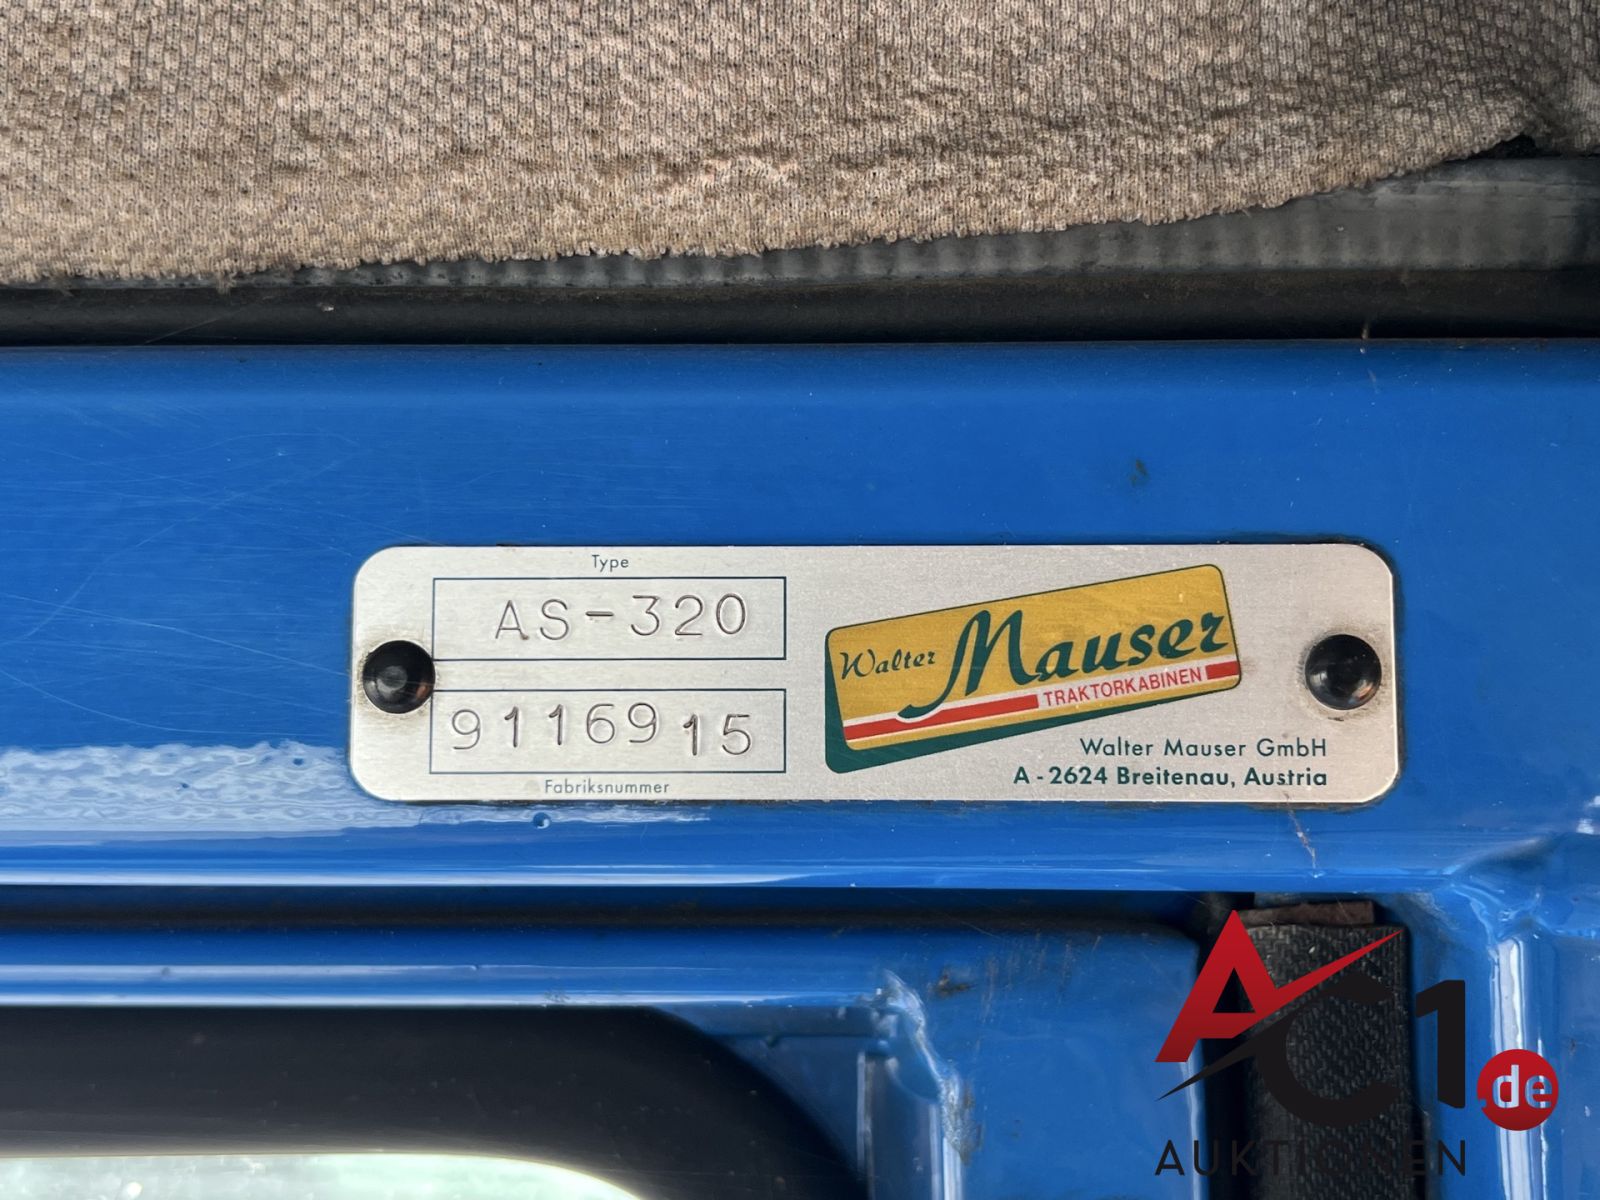 Type
AS-320
9116915
Fabriksnummer
Walter Mauser
TRAKTORKABINEN
Walter Mauser GmbH
A - 2624 Breitenau, Austria
AC1.de
AUKTIONEN